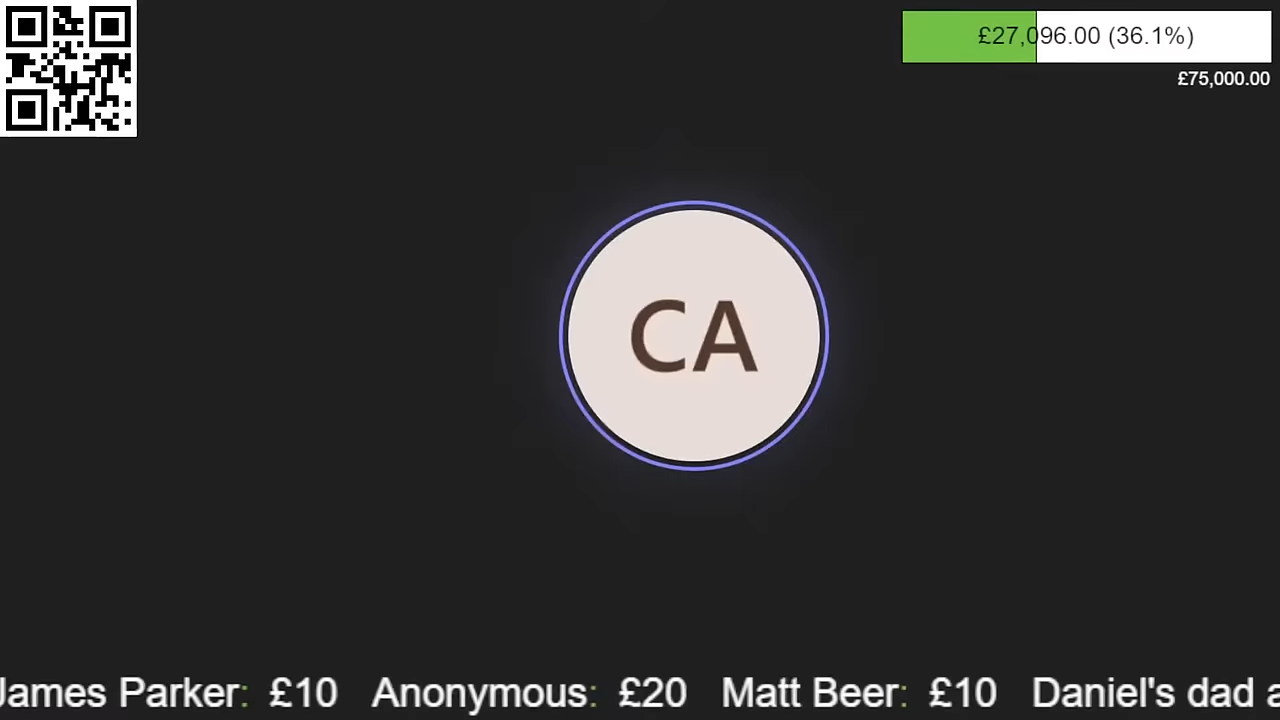 £27,096.00 (36.1%)
£75,000.00
CA
James Parker: £10 Anonymous: £20 Matt Beer: £10 Daniel's dad a